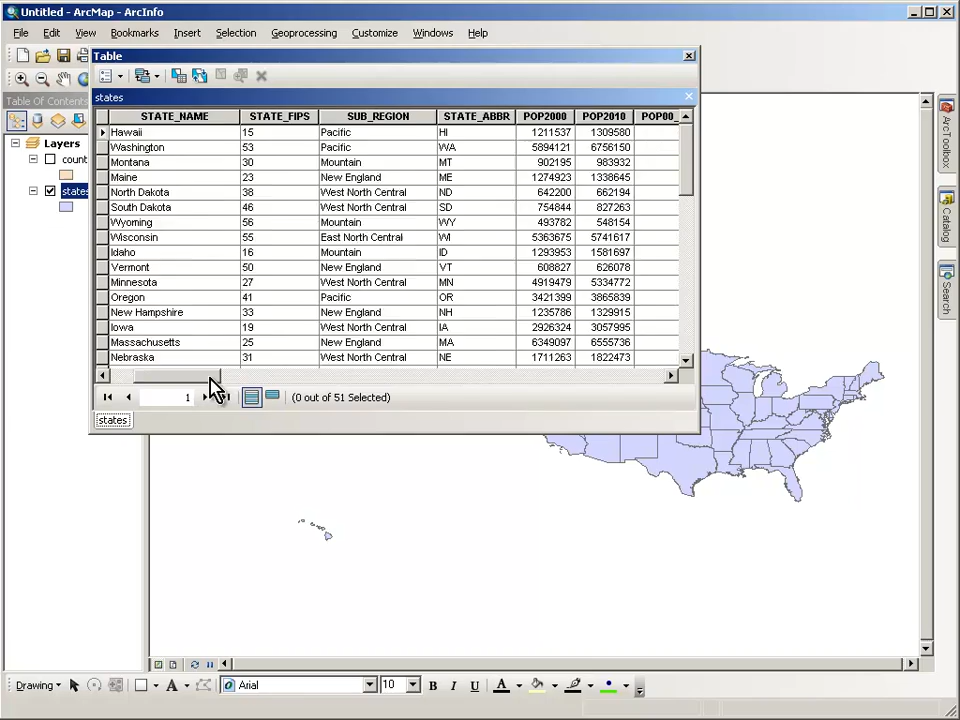 Untitled - ArcMap - ArcInfo
File Edit View Bookmarks Insert Selection Geoprocessing Customize Windows Help
Table
Table Of Contents
states
Layers
count
states
STATE_NAME STATE_FIPS SUB_REGION STATE_ABBR POP2000 POP2010 POP00_
Hawaii 15 Pacific HI 1211537 1309580
Washington 53 Pacific WA 5894121 6756150
Montana 30 Mountain MT 902195 983932
Maine 23 New England ME 1274923 1338645
North Dakota 38 West North Central ND 642200 662194
South Dakota 46 West North Central SD 754844 827263
Wyoming 56 Mountain WY 493782 548154
Wisconsin 55 East North Central WI 5363675 5741617
Idaho 16 Mountain ID 1293953 1581697
Vermont 50 New England VT 608827 626078
Minnesota 27 West North Central MN 4919479 5334772
Oregon 41 Pacific OR 3421399 3865839
New Hampshire 33 New England NH 1235786 1329915
Iowa 19 West North Central IA 2926324 3057995
Massachusetts 25 New England MA 6349097 6555736
Nebraska 31 West North Central NE 1711263 1822473
1 (0 out of 51 Selected)
states
ArcToolbox
Catalog
Search
Drawing A Arial 10 B I U A